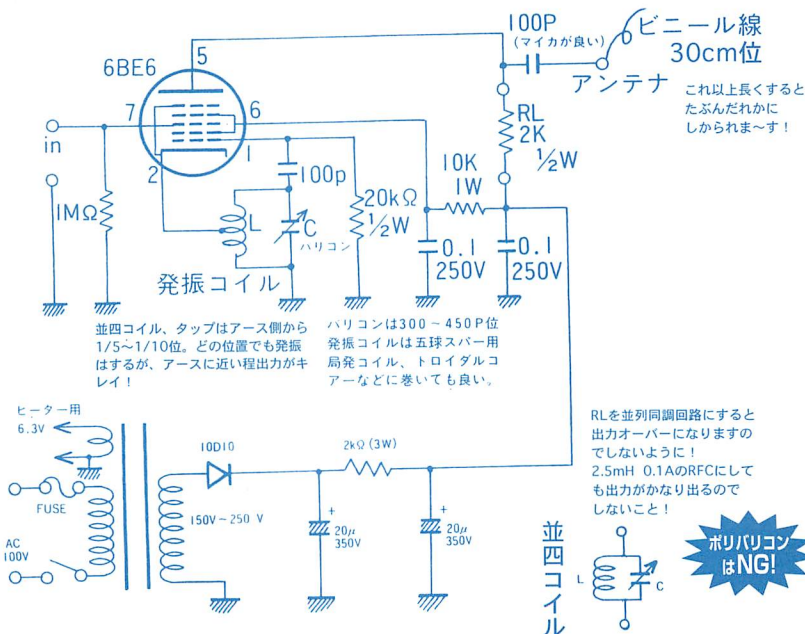 6BE6
5
7
6
2
1
in
1MΩ
100p
L
C
バリコン
発振コイル
20kΩ
1/2W
100P
(マイカが良い)
アンテナ
ビニール線
30cm位
これ以上長くすると
たぶんだれかに
しかられま〜す!
RL
2K
1/2W
10K
1W
0.1
250V
0.1
250V
並四コイル、タップはアース側から
1/5〜1/10位。どの位置でも発振
はするが、アースに近い程出力がキ
レイ!
バリコンは300〜450P位
発振コイルは五球スパー用
局発コイル、トロイダルコ
アーなどに巻いても良い。
ヒーター用
6.3V
FUSE
AC
100V
10D10
150V〜250 V
2kΩ(3W)
+
20μ
350V
+
20μ
350V
RLを並列同調回路にすると
出力オーバーになりますの
でしないように!
2.5mH 0.1AのRFCにして
も出力がかなり出るので
しないこと!
並四コイル
L
C
ポリバリコン
はNG!